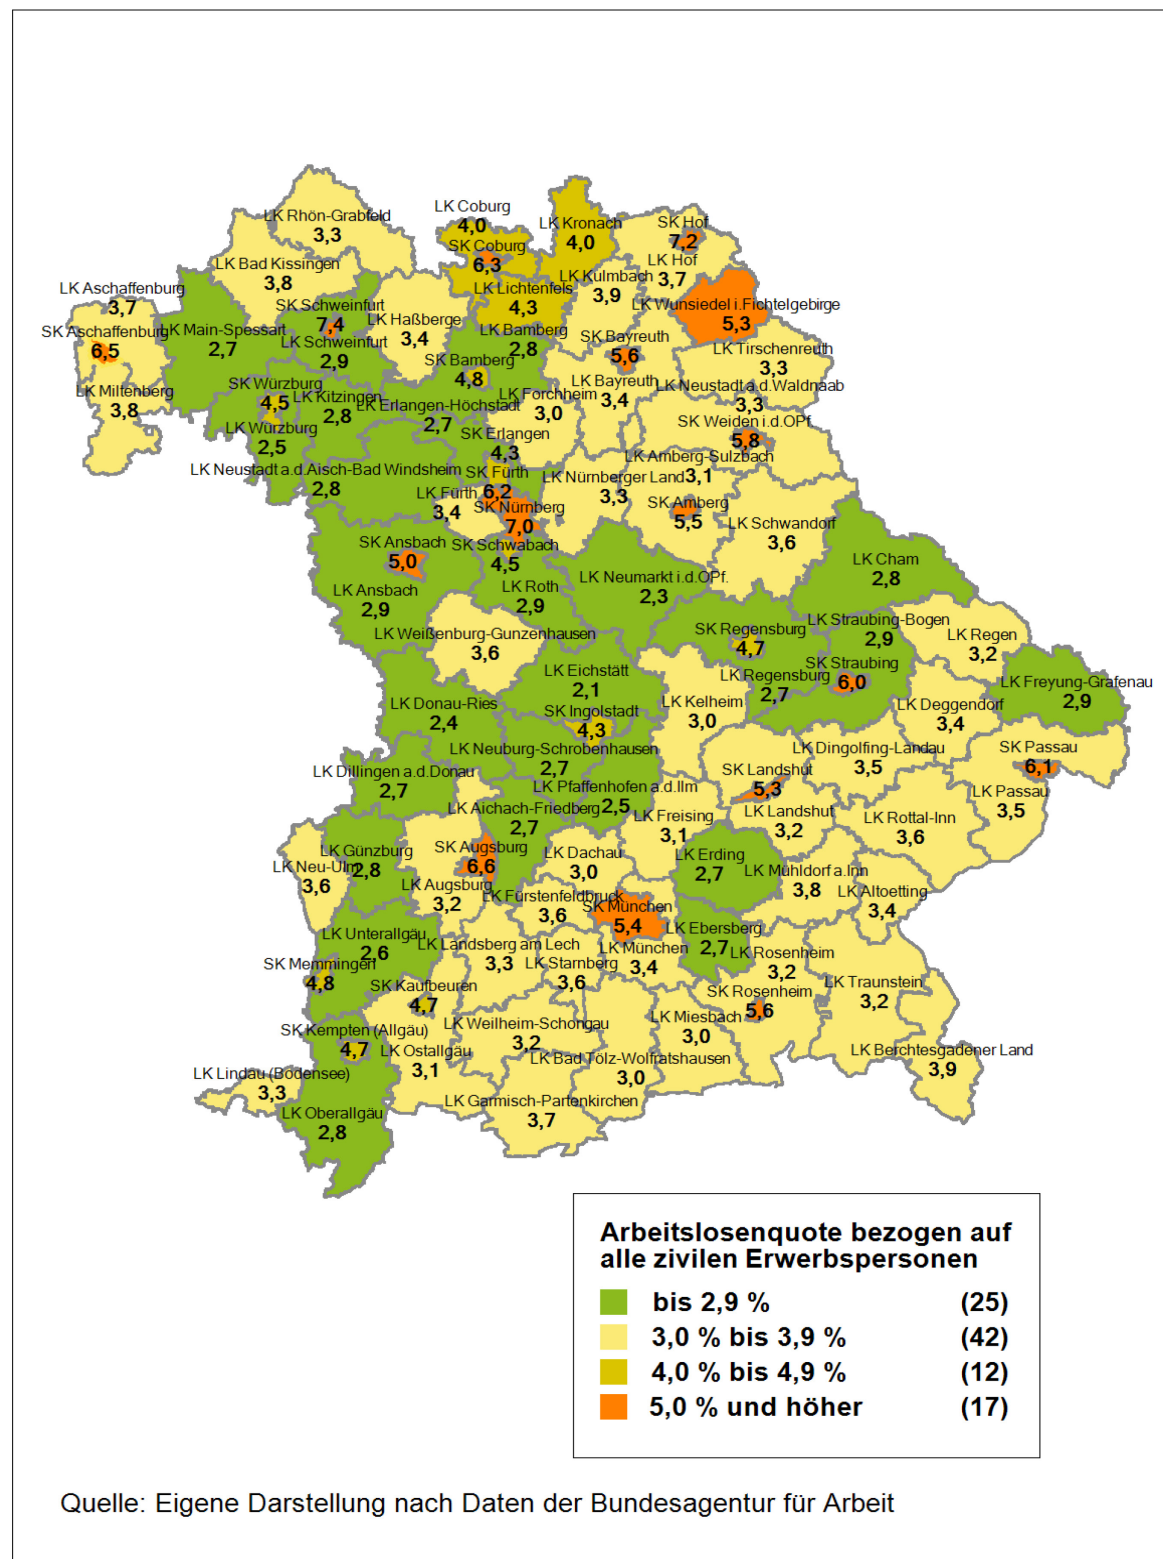 LK Rhön-Grabfeld
3,3
LK Coburg
4,0
LK Kronach
4,0
SK Hof
7,2
SK Coburg
6,3
LK Hof
3,7
LK Bad Kissingen
3,8
LK Kulmbach
3,9
LK Aschaffenburg
3,7
LK Lichtenfels
4,3
LK Wunsiedel i.Fichtelgebirge
5,3
SK Schweinfurt
7,4
LK Haßberge
3,4
SK Aschaffenburg
6,5
LK Main-Spessart
2,7
LK Bamberg
2,8
SK Bayreuth
5,6
LK Schweinfurt
2,9
LK Tirschenreuth
3,3
SK Bamberg
4,8
LK Bayreuth
3,4
SK Würzburg
4,5
LK Miltenberg
3,8
LK Kitzingen
2,8
LK Forchheim
3,0
LK Neustadt a.d.Waldnaab
3,3
LK Erlangen-Höchstadt
2,7
SK Weiden i.d.OPf.
5,8
LK Würzburg
2,5
SK Erlangen
4,3
LK Amberg-Sulzbach
3,1
LK Neustadt a.d.Aisch-Bad Windsheim
2,8
SK Fürth
6,2
LK Nürnberger Land
3,3
LK Fürth
3,4
SK Nürnberg
7,0
SK Amberg
5,5
LK Schwandorf
3,6
SK Ansbach
5,0
SK Schwabach
4,5
LK Cham
2,8
LK Ansbach
2,9
LK Roth
2,9
LK Neumarkt i.d.OPf.
2,3
LK Weißenburg-Gunzenhausen
3,6
SK Regensburg
4,7
LK Straubing-Bogen
2,9
LK Regen
3,2
LK Eichstätt
2,1
LK Regensburg
2,7
SK Straubing
6,0
LK Freyung-Grafenau
2,9
LK Donau-Ries
2,4
SK Ingolstadt
4,3
LK Kelheim
3,0
LK Deggendorf
3,4
LK Neuburg-Schrobenhausen
2,7
LK Dingolfing-Landau
3,5
SK Passau
6,1
LK Dillingen a.d.Donau
2,7
LK Pfaffenhofen a.d.Ilm
2,5
SK Landshut
5,3
LK Passau
3,5
LK Aichach-Friedberg
2,7
LK Freising
3,1
LK Landshut
3,2
LK Rottal-Inn
3,6
LK Günzburg
2,8
SK Augsburg
6,6
LK Dachau
3,0
LK Erding
2,7
LK Neu-Ulm
3,6
LK Mühldorf a.Inn
3,8
LK Augsburg
3,2
LK Fürstenfeldbruck
3,6
SK München
5,4
LK Altoetting
3,4
LK Unterallgäu
2,6
LK Landsberg am Lech
3,3
LK Ebersberg
2,7
LK München
3,4
LK Rosenheim
3,2
SK Memmingen
4,8
LK Starnberg
3,6
SK Kaufbeuren
4,7
SK Rosenheim
5,6
LK Traunstein
3,2
LK Miesbach
3,0
SK Kempten (Allgäu)
4,7
LK Weilheim-Schongau
3,2
LK Ostallgäu
3,1
LK Bad Tölz-Wolfratshausen
3,0
LK Berchtesgadener Land
3,9
LK Lindau (Bodensee)
3,3
LK Garmisch-Partenkirchen
3,7
LK Oberallgäu
2,8
Arbeitslosenquote bezogen auf
alle zivilen Erwerbspersonen
bis 2,9 % (25)
3,0 % bis 3,9 % (42)
4,0 % bis 4,9 % (12)
5,0 % und höher (17)
Quelle: Eigene Darstellung nach Daten der Bundesagentur für Arbeit